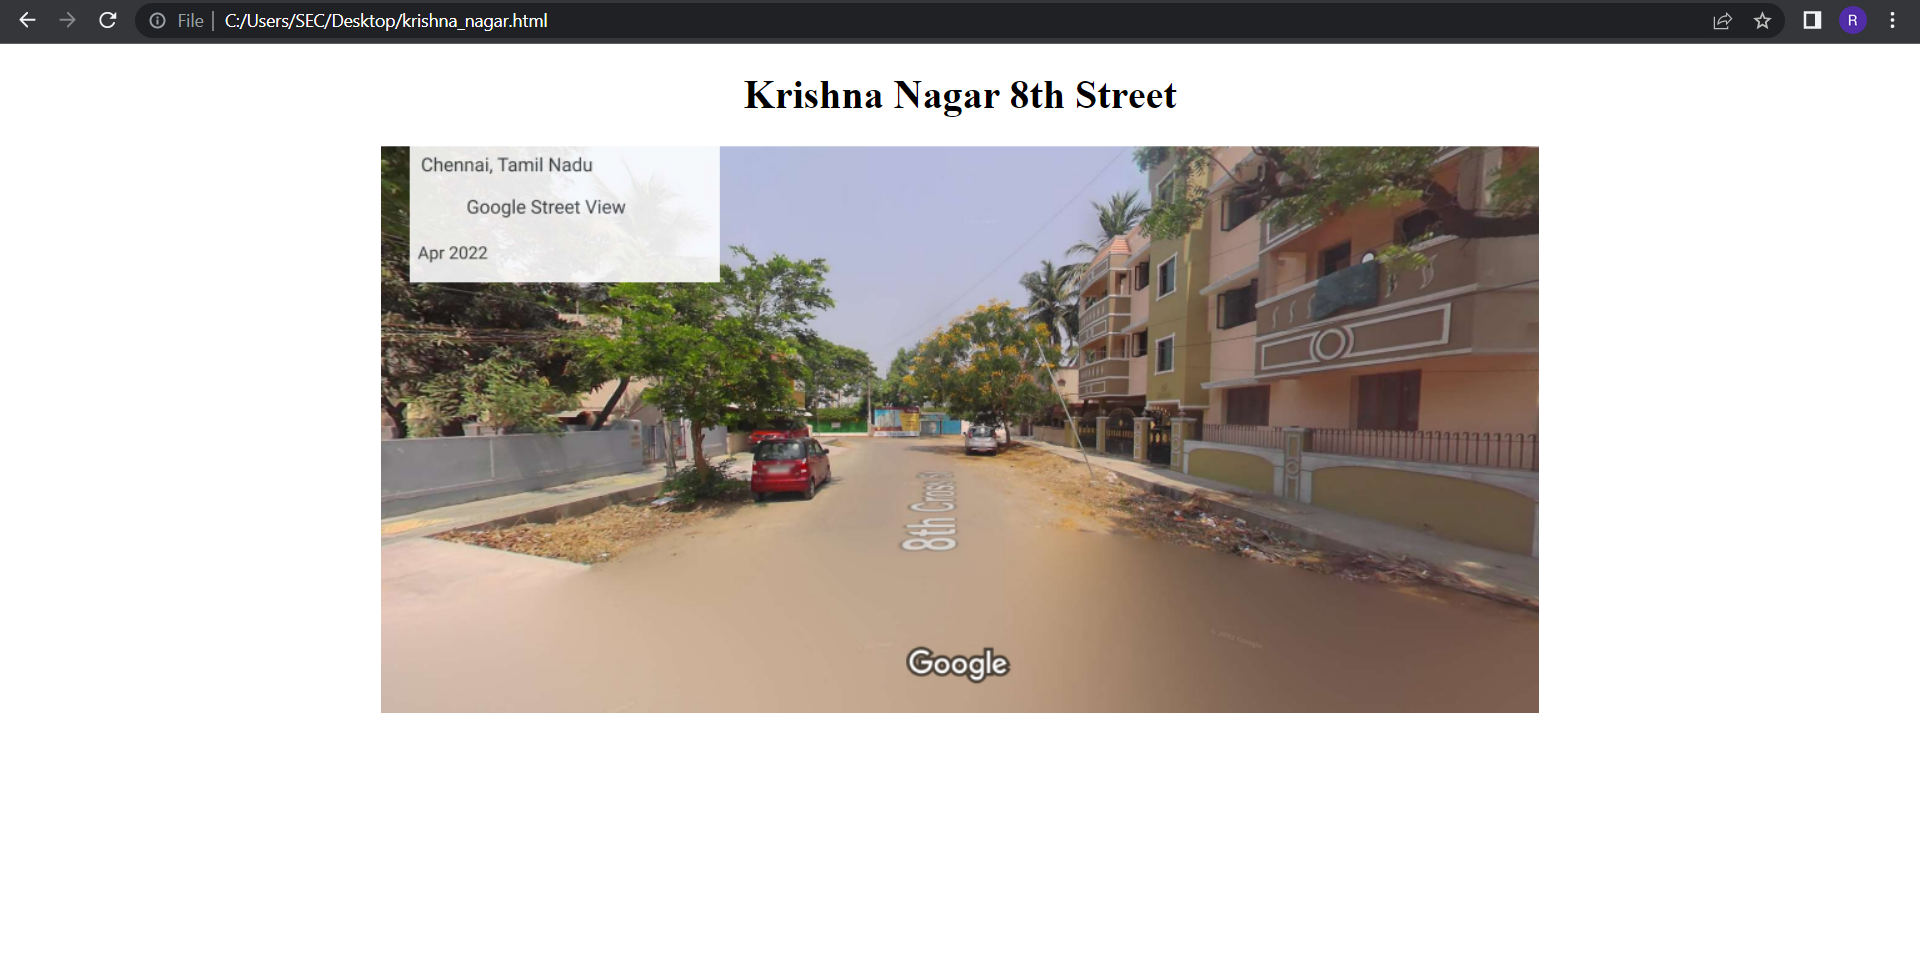 File | C:/Users/SEC/Desktop/krishna_nagar.html
R
Krishna Nagar 8th Street
Chennai, Tamil Nadu
Google Street View
Apr 2022
8th Cross St
Google